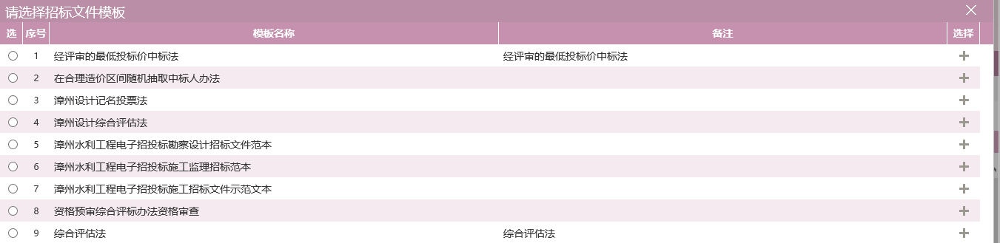 请选择招标文件模板
选 序号 模板名称 备注 选择
1 经评审的最低投标价中标法 经评审的最低投标价中标法
2 在合理造价区间随机抽取中标人办法
3 漳州设计记名投票法
4 漳州设计综合评估法
5 漳州水利工程电子招投标勘察设计招标文件范本
6 漳州水利工程电子招投标施工监理招标范本
7 漳州水利工程电子招投标施工招标文件示范文本
8 资格预审综合评标办法资格审查
9 综合评估法 综合评估法